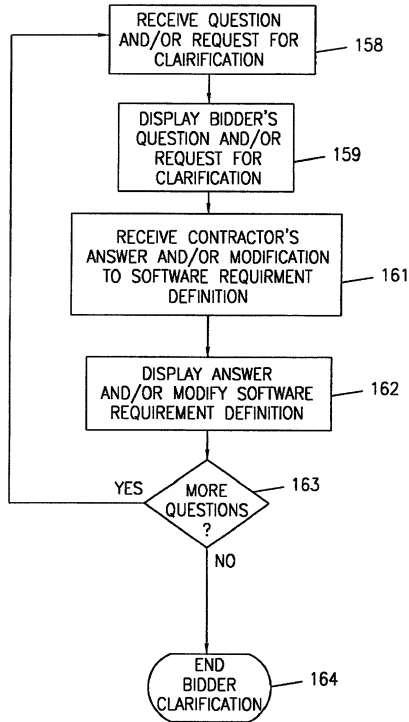 RECEIVE QUESTION
AND/OR REQUEST FOR
CLAIRIFICATION
158
DISPLAY BIDDER'S
QUESTION AND/OR
REQUEST FOR
CLARIFICATION
159
RECEIVE CONTRACTOR'S
ANSWER AND/OR MODIFICATION
TO SOFTWARE REQUIRMENT
DEFINITION
161
DISPLAY ANSWER
AND/OR MODIFY SOFTWARE
REQUIREMENT DEFINITION
162
YES
MORE
QUESTIONS
?
163
NO
END
BIDDER
CLARIFICATION
164